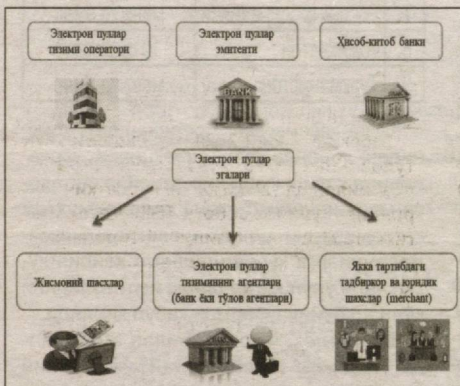 Электрон пуллар
тизими оператори
Электрон пуллар
эмитенти
Ҳисоб-китоб банки
BANK
Электрон пуллар
эгалари
Жисмоний шасхлар
Электрон пуллар
тизимининг агентлари
(банк ёки тўлов агентлари)
Якка тартибдаги
тадбиркор ва юридик
шахслар (merchant)